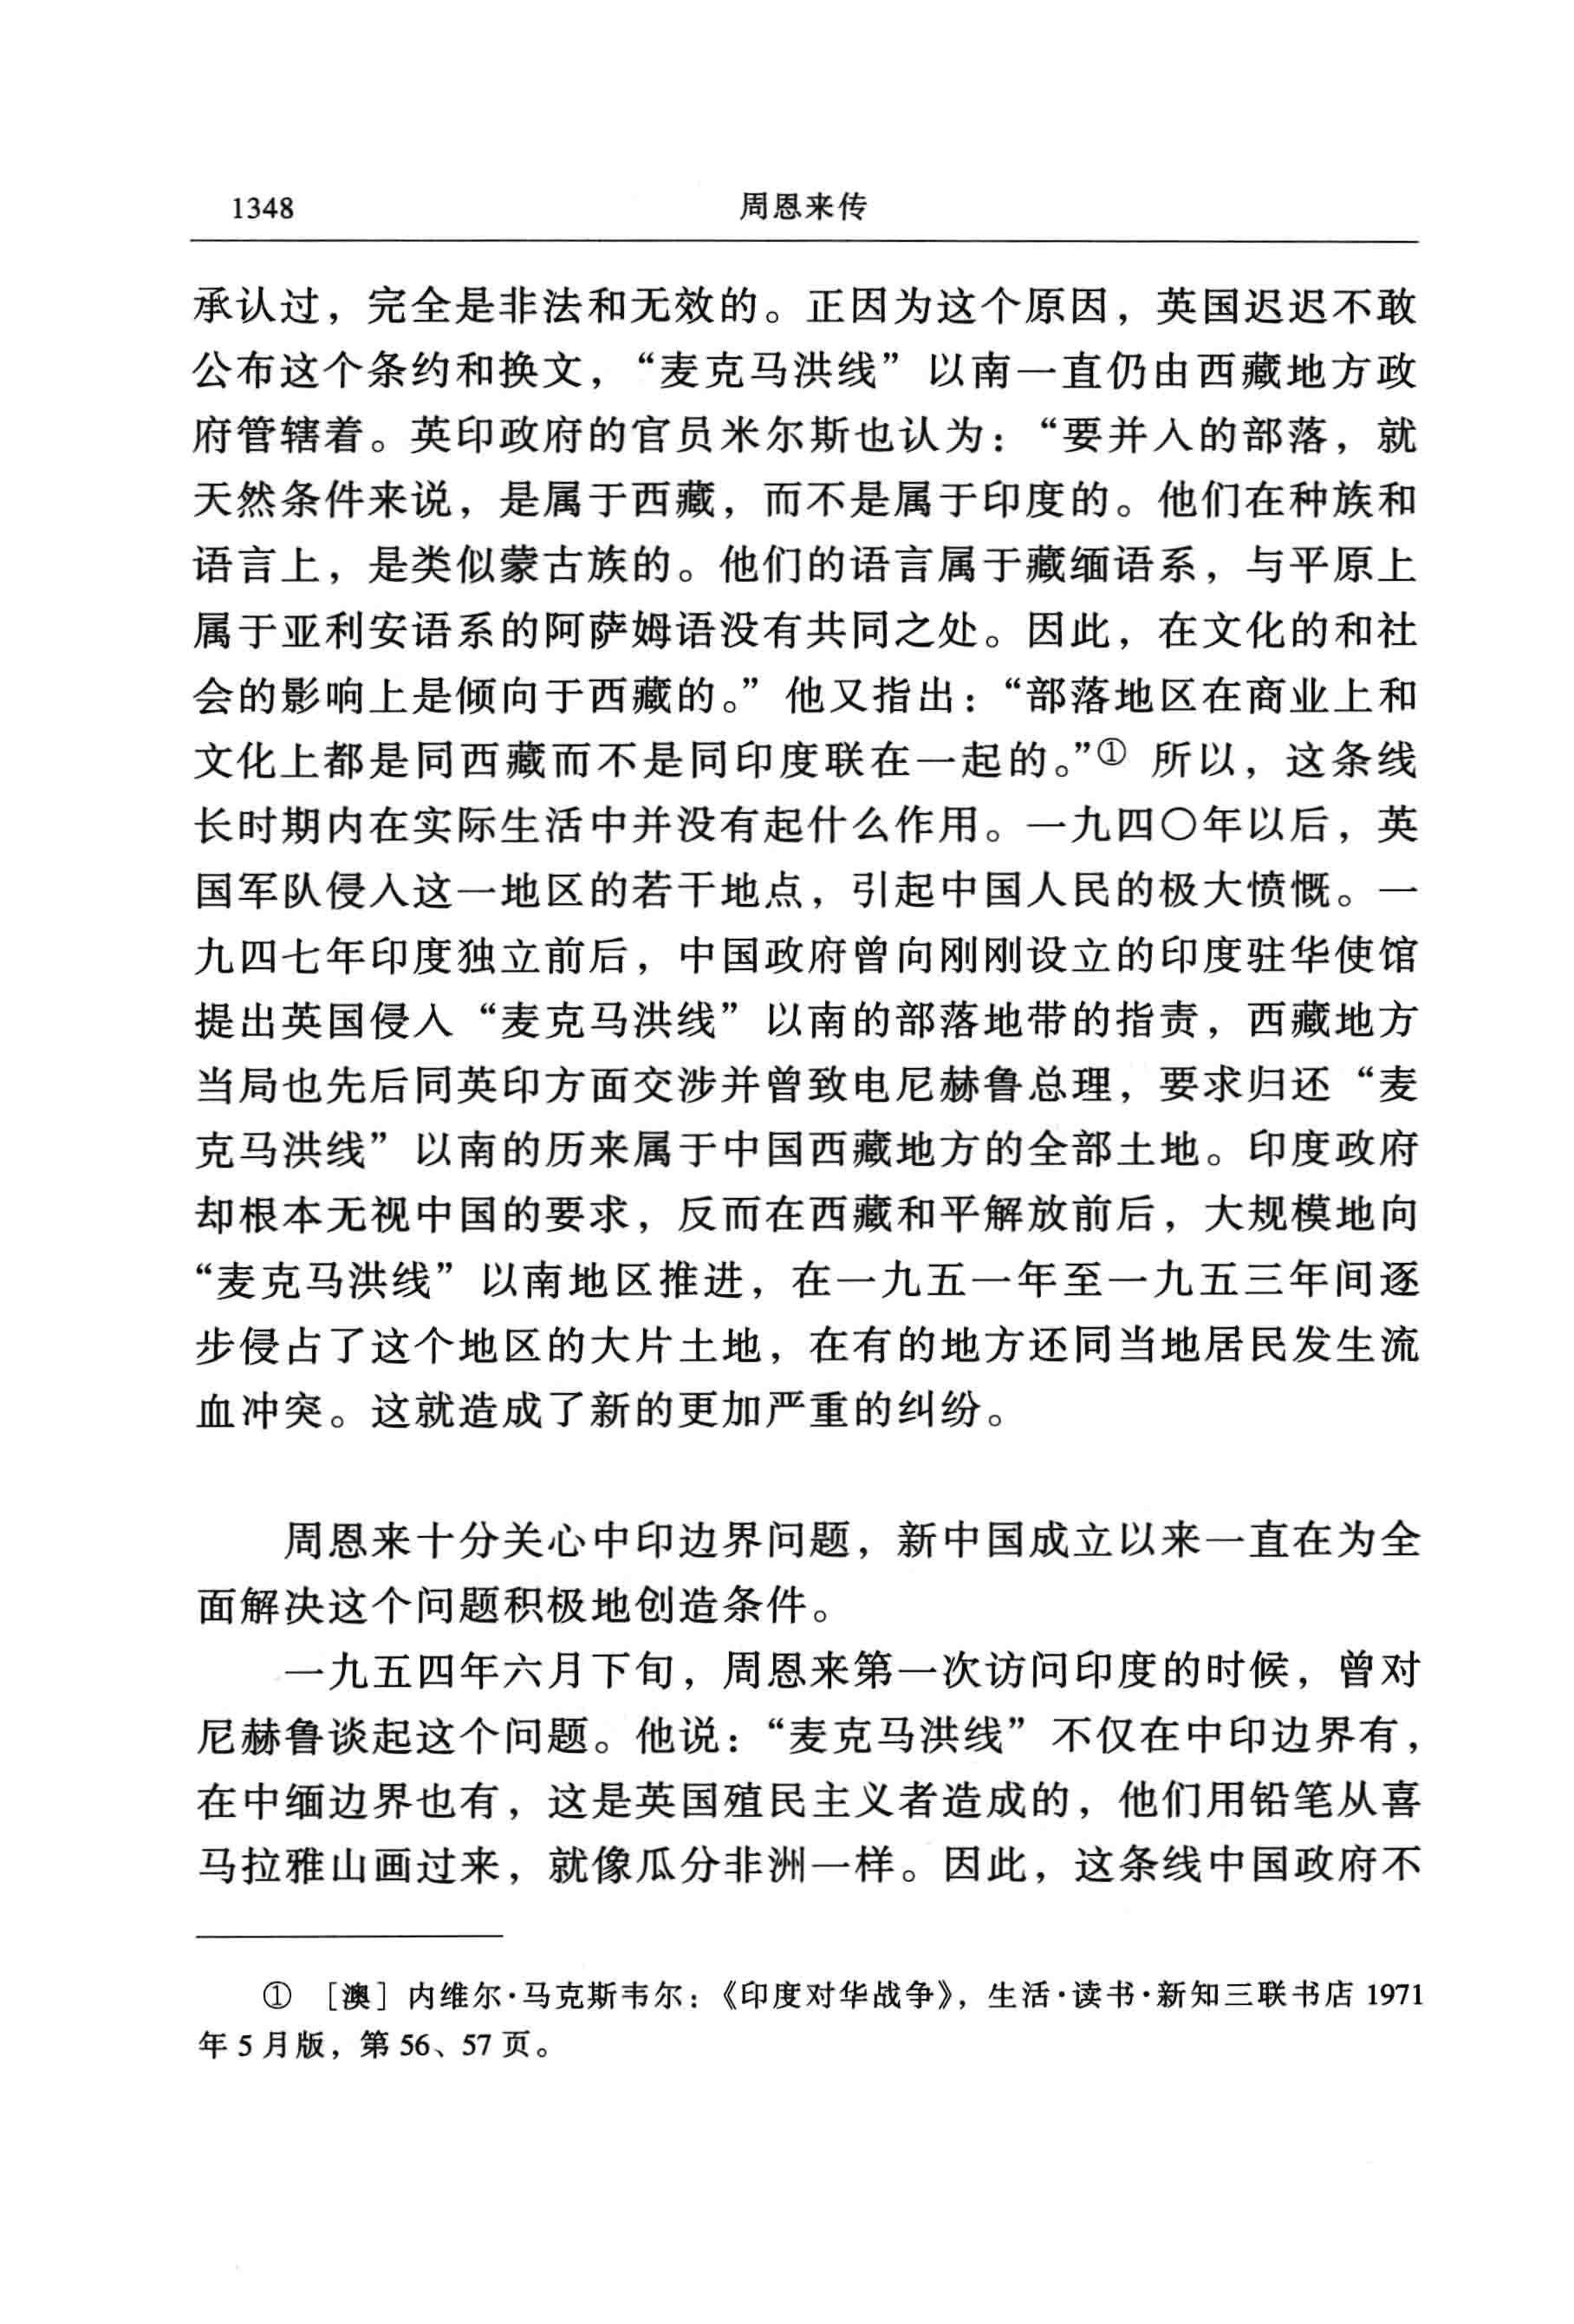 1348 周恩来传
承认过，完全是非法和无效的。正因为这个原因，英国迟迟不敢
公布这个条约和换文，“麦克马洪线”以南一直仍由西藏地方政
府管辖着。英印政府的官员米尔斯也认为：“要并入的部落，就
天然条件来说，是属于西藏，而不是属于印度的。他们在种族和
语言上，是类似蒙古族的。他们的语言属于藏缅语系，与平原上
属于亚利安语系的阿萨姆语没有共同之处。因此，在文化的和社
会的影响上是倾向于西藏的。”他又指出：“部落地区在商业上和
文化上都是同西藏而不是同印度联在一起的。”① 所以，这条线
长时期内在实际生活中并没有起什么作用。一九四〇年以后，英
国军队侵入这一地区的若干地点，引起中国人民的极大愤慨。一
九四七年印度独立前后，中国政府曾向刚刚设立的印度驻华使馆
提出英国侵入“麦克马洪线”以南的部落地带的指责，西藏地方
当局也先后同英印方面交涉并曾致电尼赫鲁总理，要求归还“麦
克马洪线”以南的历来属于中国西藏地方的全部土地。印度政府
却根本无视中国的要求，反而在西藏和平解放前后，大规模地向
“麦克马洪线”以南地区推进，在一九五一年至一九五三年间逐
步侵占了这个地区的大片土地，在有的地方还同当地居民发生流
血冲突。这就造成了新的更加严重的纠纷。
周恩来十分关心中印边界问题，新中国成立以来一直在为全
面解决这个问题积极地创造条件。
一九五四年六月下旬，周恩来第一次访问印度的时候，曾对
尼赫鲁谈起这个问题。他说：“麦克马洪线”不仅在中印边界有，
在中缅边界也有，这是英国殖民主义者造成的，他们用铅笔从喜
马拉雅山画过来，就像瓜分非洲一样。因此，这条线中国政府不
① ［澳］内维尔·马克斯韦尔：《印度对华战争》，生活·读书·新知三联书店 1971
年 5 月版，第 56、57 页。